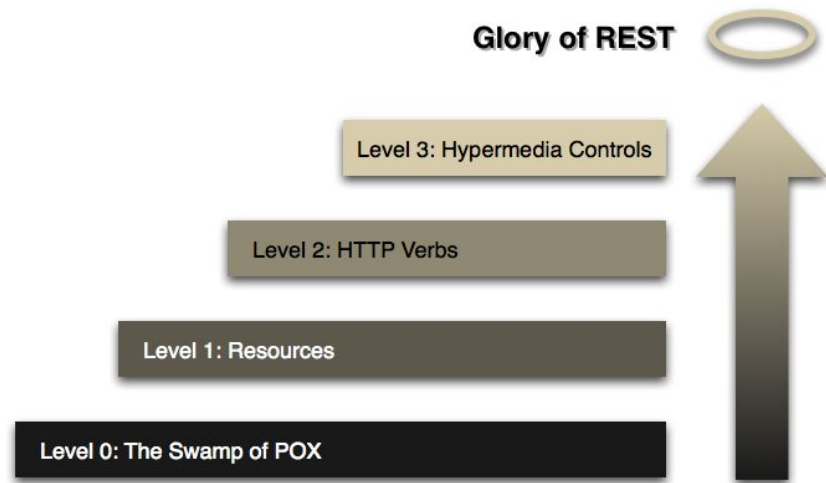 Glory of REST
Level 3: Hypermedia Controls
Level 2: HTTP Verbs
Level 1: Resources
Level 0: The Swamp of POX